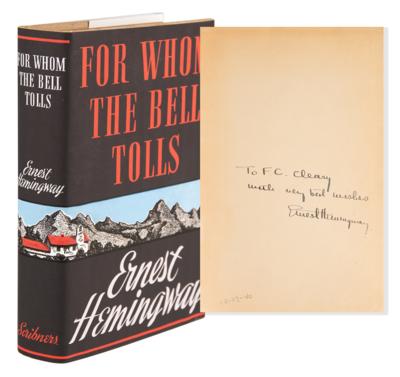 FOR WHOM
THE BELL
TOLLS
Ernest
Hemingway
Scribners
FOR WHOM
THE BELL
TOLLS
Ernest
Hemingway
To F.C. Cleary
with very best wishes
Ernest Hemingway